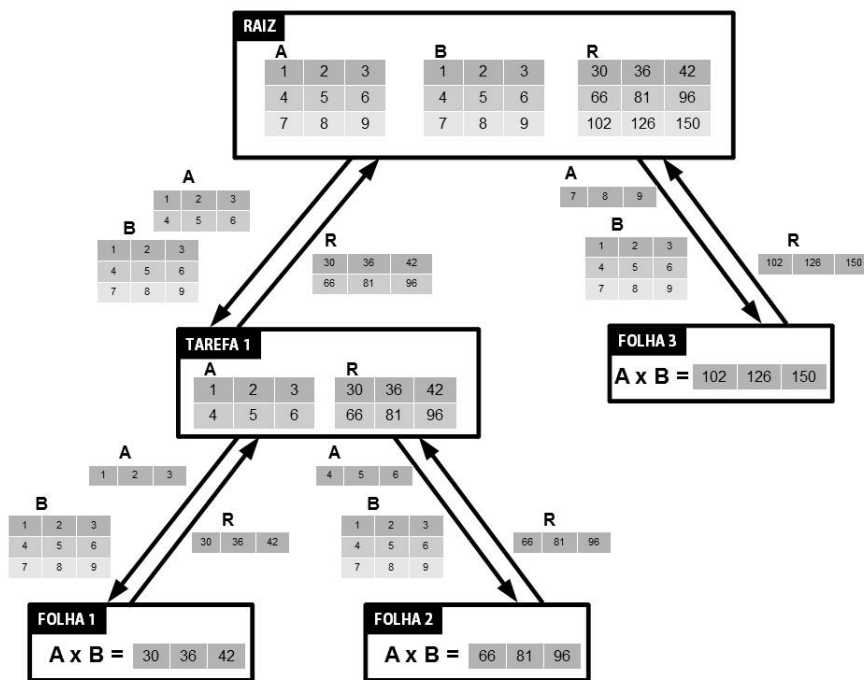 RAIZ
A B R
1 2 3 1 2 3 30 36 42
4 5 6 4 5 6 66 81 96
7 8 9 7 8 9 102 126 150
A
1 2 3
4 5 6
B
1 2 3
4 5 6
7 8 9
R
30 36 42
66 81 96
A
7 8 9
B
1 2 3
4 5 6
7 8 9
R
102 126 150
TAREFA 1
A R
1 2 3 30 36 42
4 5 6 66 81 96
FOLHA 3
A x B = 102 126 150
A
1 2 3
B
1 2 3
4 5 6
7 8 9
R
30 36 42
A
4 5 6
B
1 2 3
4 5 6
7 8 9
R
66 81 96
FOLHA 1
A x B = 30 36 42
FOLHA 2
A x B = 66 81 96